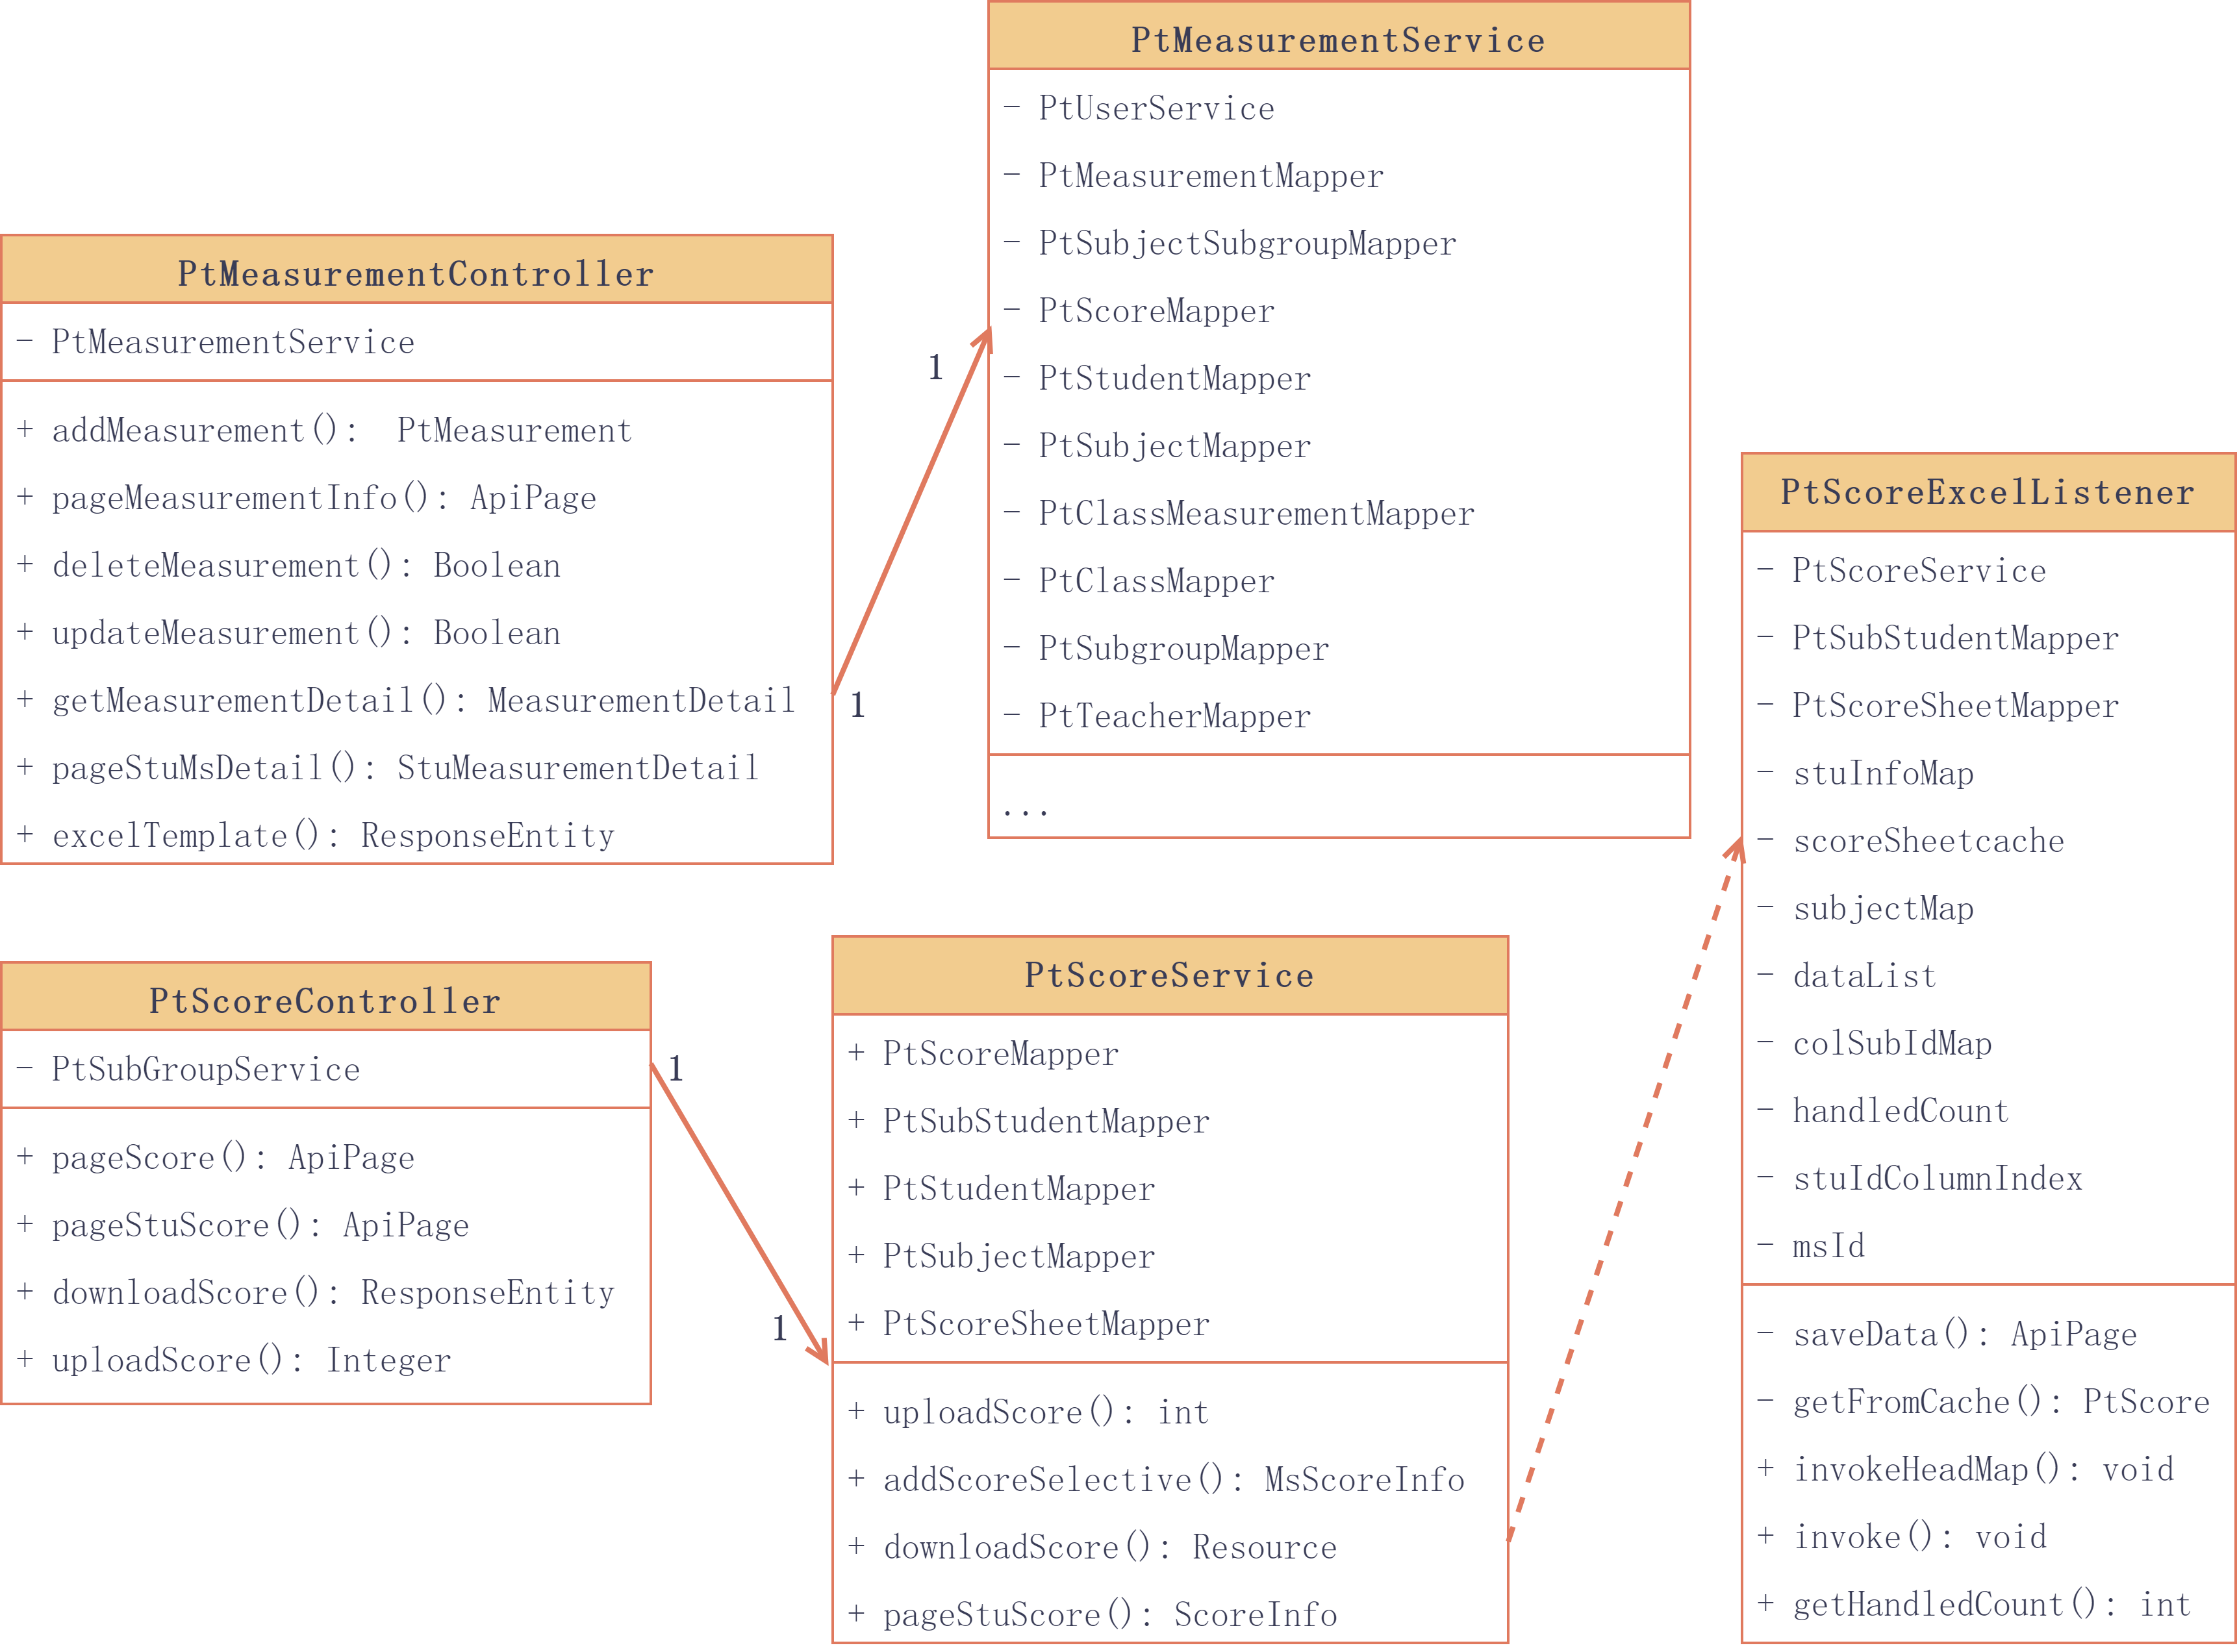 PtMeasurementService
- PtUserService
- PtMeasurementMapper
- PtSubjectSubgroupMapper
- PtScoreMapper
- PtStudentMapper
- PtSubjectMapper
- PtClassMeasurementMapper
- PtClassMapper
- PtSubgroupMapper
- PtTeacherMapper
...
PtMeasurementController
- PtMeasurementService
+ addMeasurement():  PtMeasurement
+ pageMeasurementInfo(): ApiPage
+ deleteMeasurement(): Boolean
+ updateMeasurement(): Boolean
+ getMeasurementDetail(): MeasurementDetail
+ pageStuMsDetail(): StuMeasurementDetail
+ excelTemplate(): ResponseEntity
1
1
PtScoreExcelListener
- PtScoreService
- PtSubStudentMapper
- PtScoreSheetMapper
- stuInfoMap
- scoreSheetcache
- subjectMap
- dataList
- colSubIdMap
- handledCount
- stuIdColumnIndex
- msId
- saveData(): ApiPage
- getFromCache(): PtScore
+ invokeHeadMap(): void
+ invoke(): void
+ getHandledCount(): int
PtScoreController
- PtSubGroupService
+ pageScore(): ApiPage
+ pageStuScore(): ApiPage
+ downloadScore(): ResponseEntity
+ uploadScore(): Integer
1
1
PtScoreService
+ PtScoreMapper
+ PtSubStudentMapper
+ PtStudentMapper
+ PtSubjectMapper
+ PtScoreSheetMapper
+ uploadScore(): int
+ addScoreSelective(): MsScoreInfo
+ downloadScore(): Resource
+ pageStuScore(): ScoreInfo